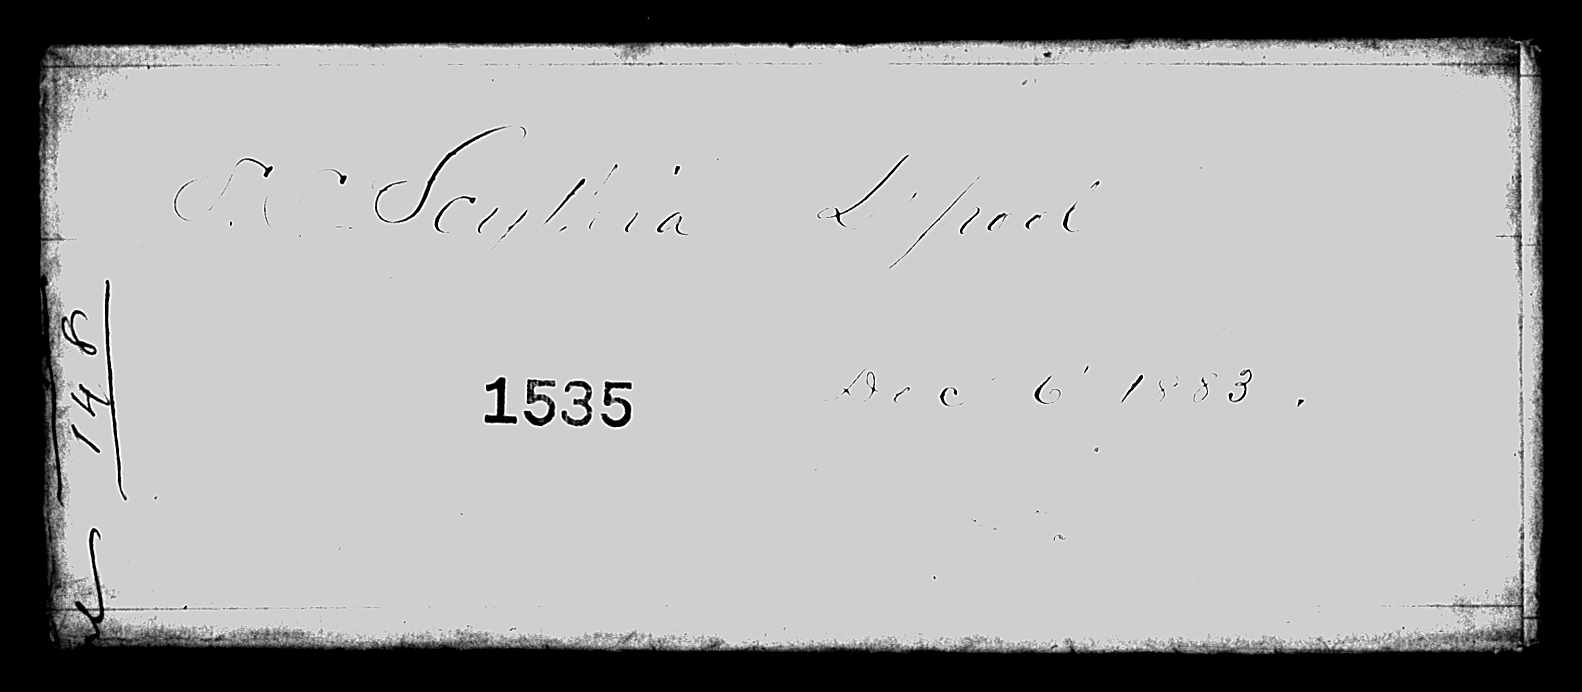 S.S. Scythia L'pool
1535 Dec 6' 1883.
148